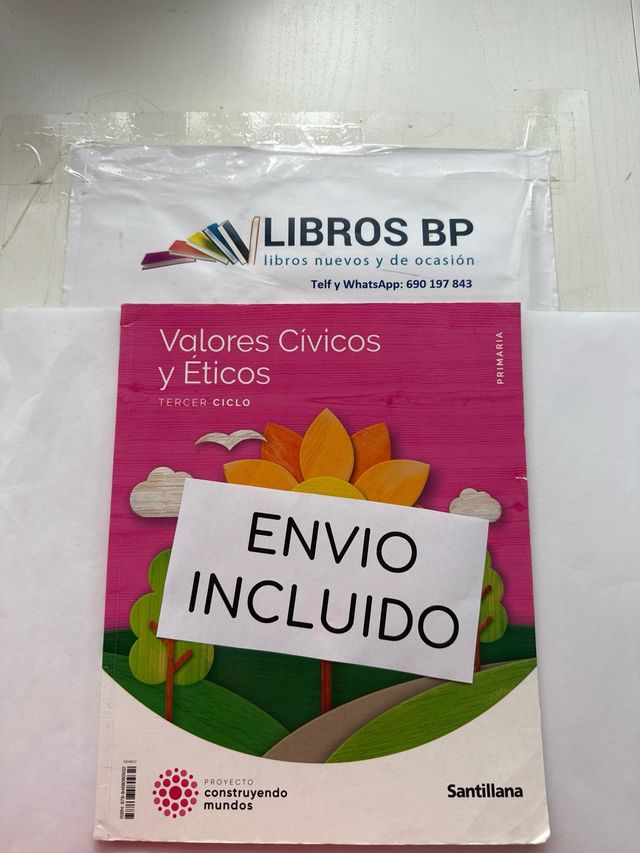 LIBROS BP
libros nuevos y de ocasión
Telf y WhatsApp: 690 197 843
Valores Cívicos
y Éticos
TERCER CICLO
PRIMARIA
ENVIO
INCLUIDO
PROYECTO
construyendo
mundos
Santillana